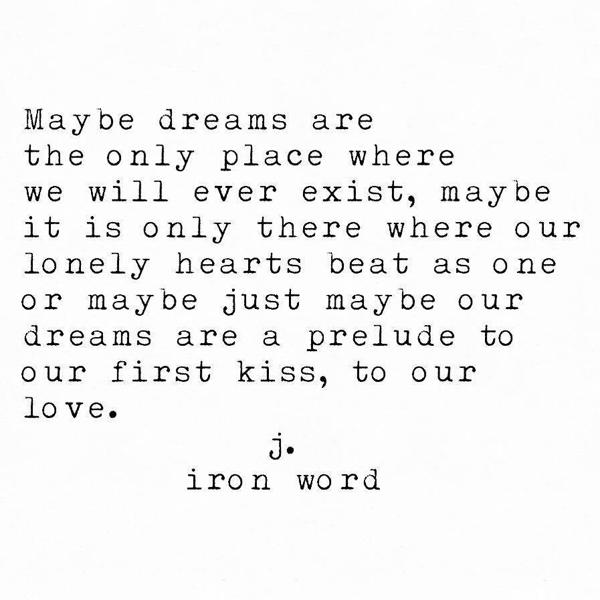 Maybe dreams are
the only place where
we will ever exist, maybe
it is only there where our
lonely hearts beat as one
or maybe just maybe our
dreams are a prelude to
our first kiss, to our
love.
j.
iron word